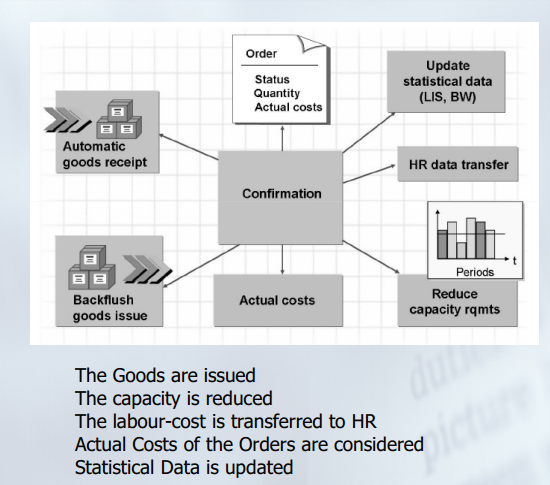 Order
Status
Quantity
Actual costs
Update
statistical data
(LIS, BW)
Automatic
goods receipt
Confirmation
HR data transfer
t
Periods
Backflush
goods issue
Actual costs
Reduce
capacity rqmts
The Goods are issued
The capacity is reduced
The labour-cost is transferred to HR
Actual Costs of the Orders are considered
Statistical Data is updated
duties
picture